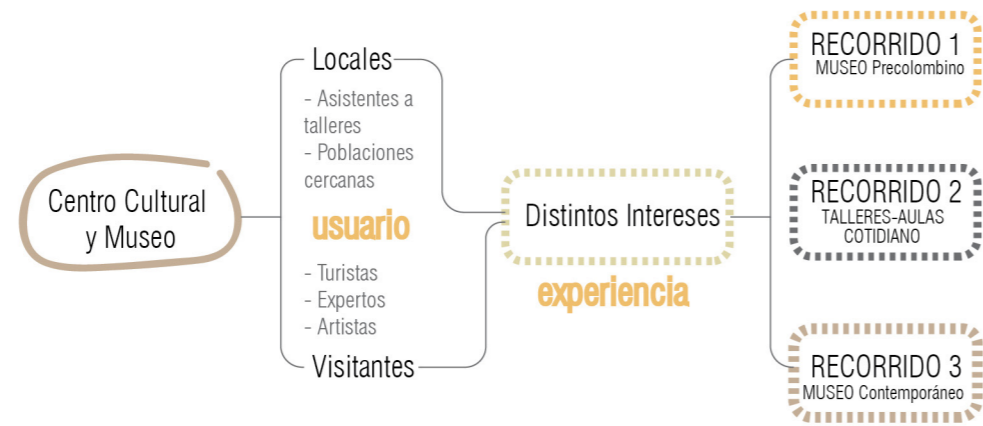 Centro Cultural
y Museo
Locales
- Asistentes a
talleres
- Poblaciones
cercanas
usuario
- Turistas
- Expertos
- Artistas
Visitantes
Distintos Intereses
experiencia
RECORRIDO 1
MUSEO Precolombino
RECORRIDO 2
TALLERES-AULAS
COTIDIANO
RECORRIDO 3
MUSEO Contemporáneo